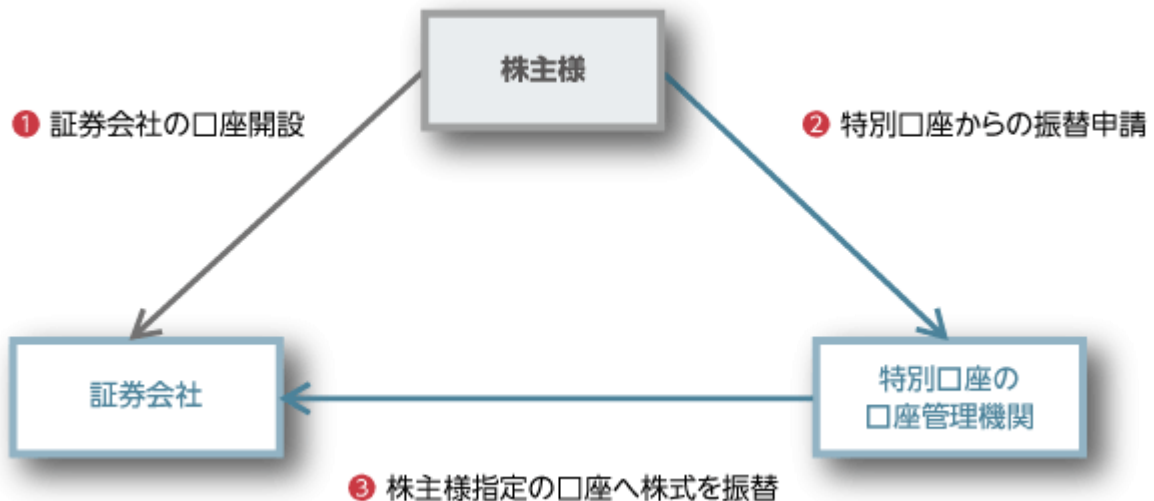 株主様
❶ 証券会社の口座開設
❷ 特別口座からの振替申請
証券会社
特別口座の
口座管理機関
❸ 株主様指定の口座へ株式を振替